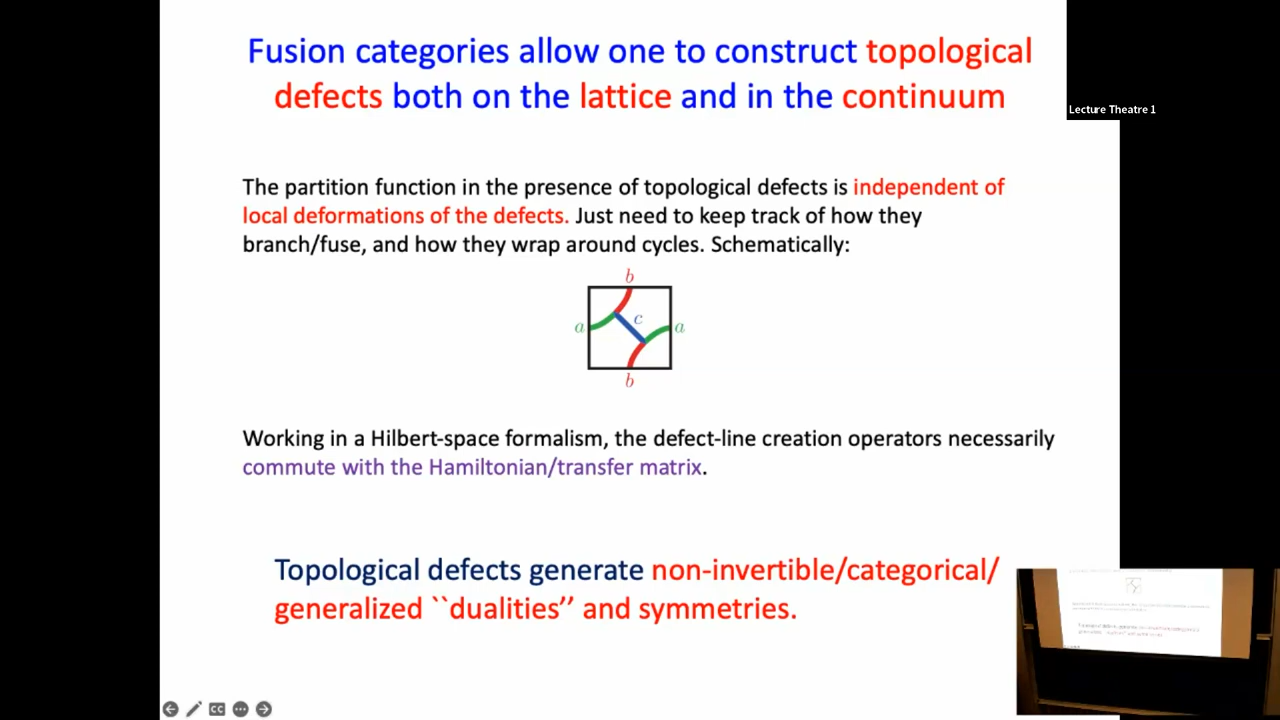 Fusion categories allow one to construct topological
defects both on the lattice and in the continuum
Lecture Theatre 1
The partition function in the presence of topological defects is independent of
local deformations of the defects. Just need to keep track of how they
branch/fuse, and how they wrap around cycles. Schematically:
b
c
a
a
b
Working in a Hilbert-space formalism, the defect-line creation operators necessarily
commute with the Hamiltonian/transfer matrix.
Topological defects generate non-invertible/categorical/
generalized ``dualities’’ and symmetries.
CC